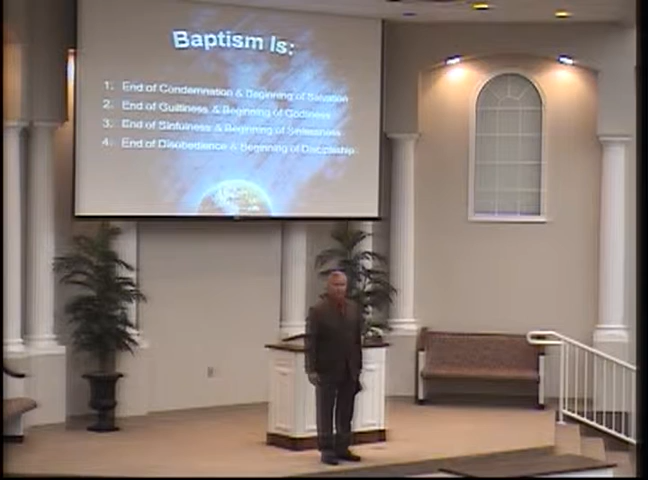 Baptism Is:
1. End of Condemnation & Beginning of Salvation
2. End of Guiltiness & Beginning of Godliness
3. End of Sinfulness & Beginning of Sinlessness
4. End of Disobedience & Beginning of Discipleship